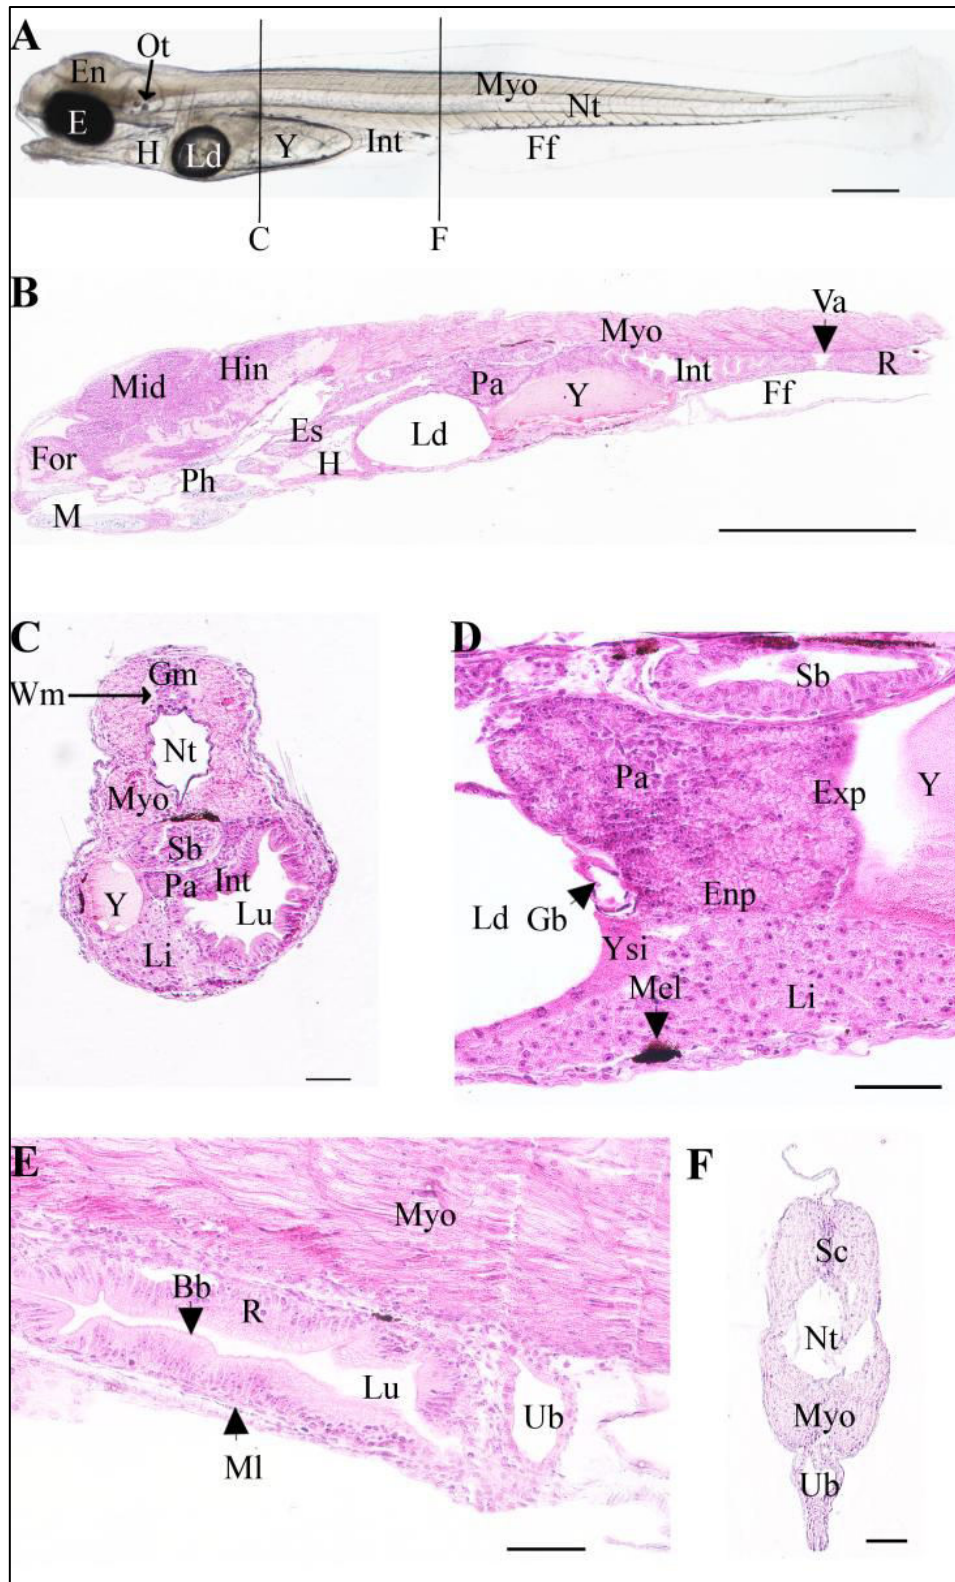 A
Ot
En
Myo
Nt
E
H
Ld
Y
Int
Ff
C
F
B
Va
Myo
Hin
Mid
Int
R
Pa
Y
Ff
Es
Ld
For
H
Ph
M
C
Gm
Wm
Nt
Myo
Sb
Pa
Int
Y
Lu
Li
D
Sb
Pa
Exp
Y
Enp
Ld
Gb
Ysi
Mel
Li
E
Myo
Bb
R
Lu
Ub
Ml
F
Sc
Nt
Myo
Ub